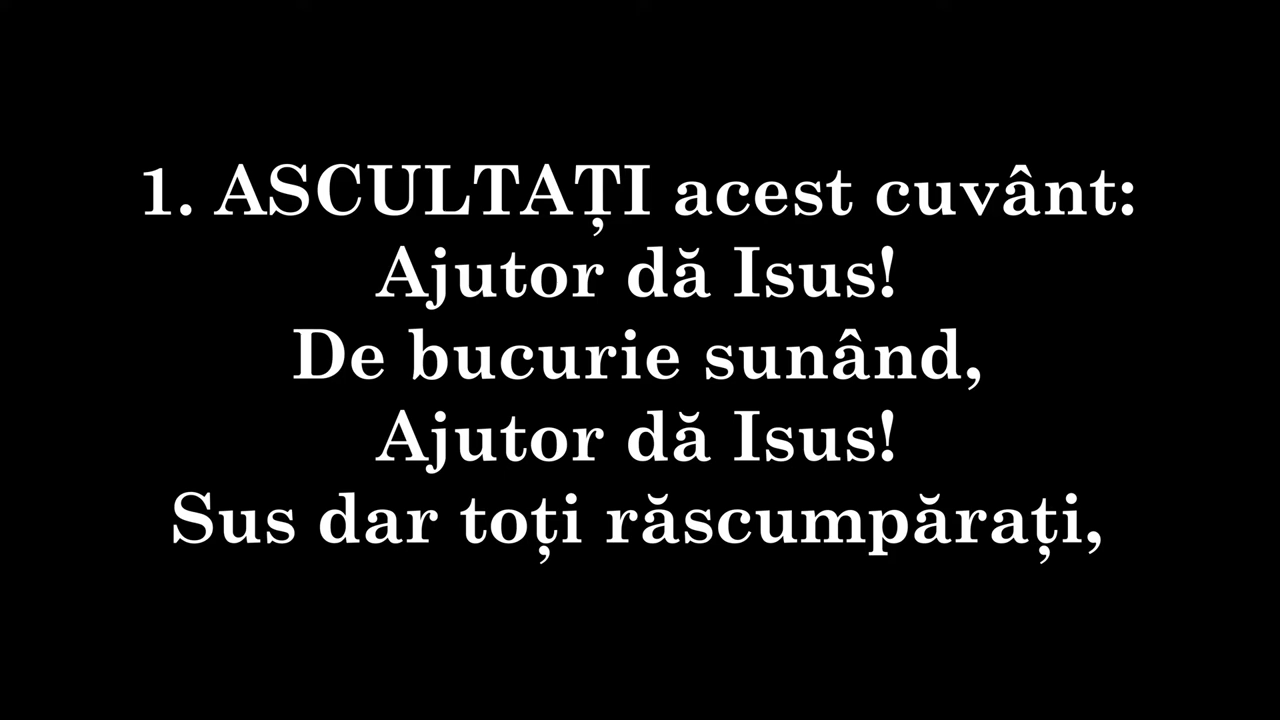 1. ASCULTAȚI acest cuvânt:
Ajutor dă Isus!
De bucurie sunând,
Ajutor dă Isus!
Sus dar toți răscumpărați,